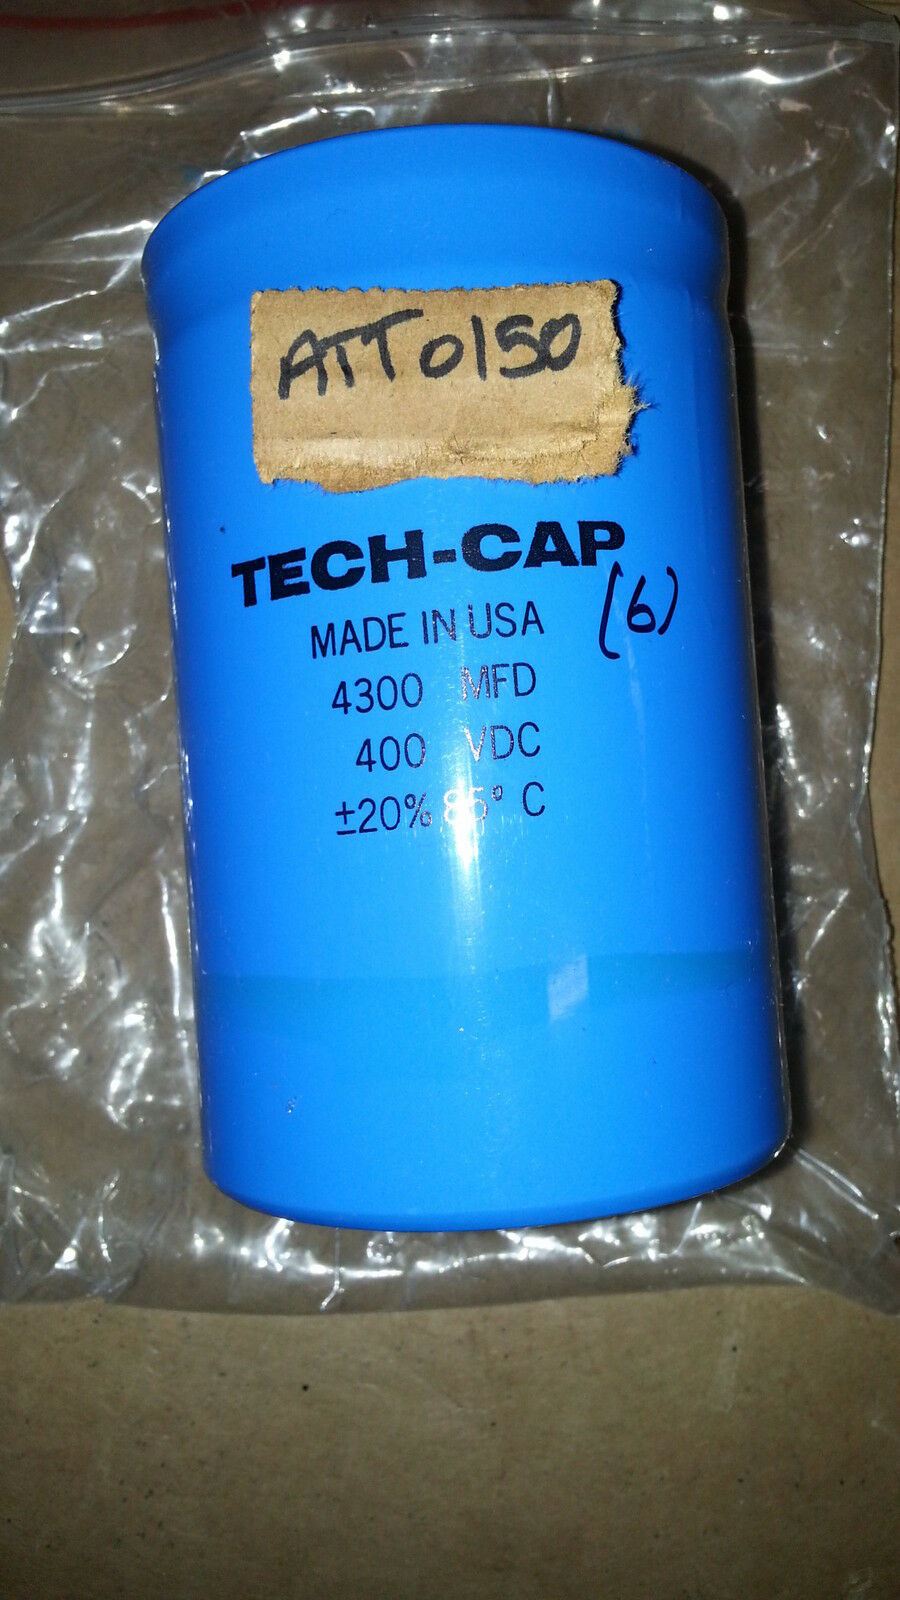 ATT0150
TECH-CAP
MADE IN USA (6)
4300 MFD
400 VDC
±20% 85° C